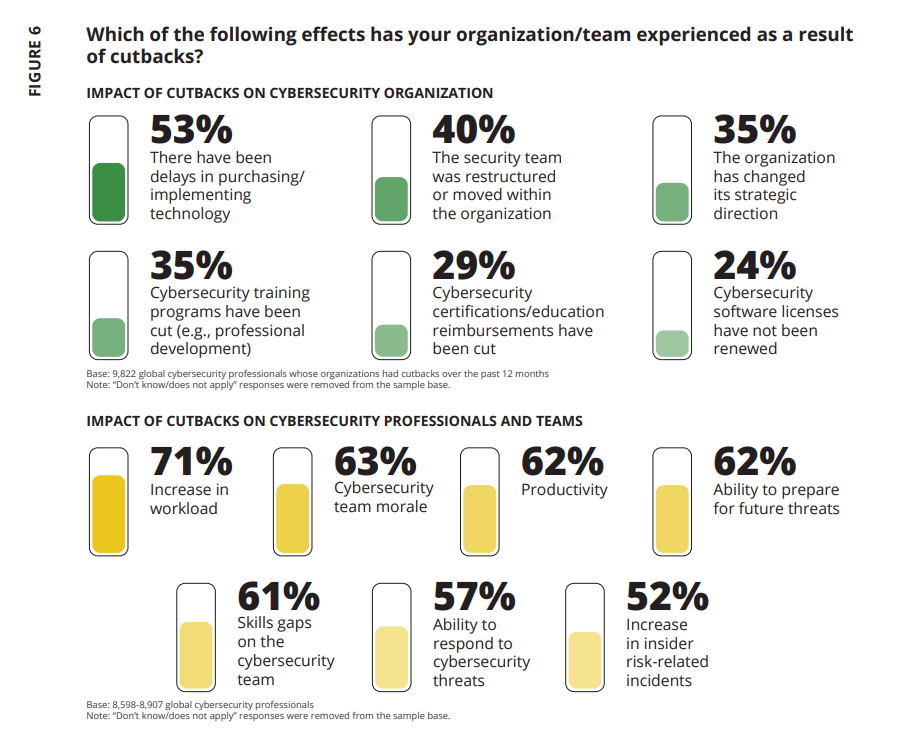 FIGURE 6
Which of the following effects has your organization/team experienced as a result
of cutbacks?
IMPACT OF CUTBACKS ON CYBERSECURITY ORGANIZATION
53%
There have been
delays in purchasing/
implementing
technology
40%
The security team
was restructured
or moved within
the organization
35%
The organization
has changed
its strategic
direction
35%
Cybersecurity training
programs have been
cut (e.g., professional
development)
29%
Cybersecurity
certifications/education
reimbursements have
been cut
24%
Cybersecurity
software licenses
have not been
renewed
Base: 9,822 global cybersecurity professionals whose organizations had cutbacks over the past 12 months
Note: “Don’t know/does not apply” responses were removed from the sample base.
IMPACT OF CUTBACKS ON CYBERSECURITY PROFESSIONALS AND TEAMS
71%
Increase in
workload
63%
Cybersecurity
team morale
62%
Productivity
62%
Ability to prepare
for future threats
61%
Skills gaps
on the
cybersecurity
team
57%
Ability to
respond to
cybersecurity
threats
52%
Increase
in insider
risk-related
incidents
Base: 8,598-8,907 global cybersecurity professionals
Note: “Don’t know/does not apply” responses were removed from the sample base.